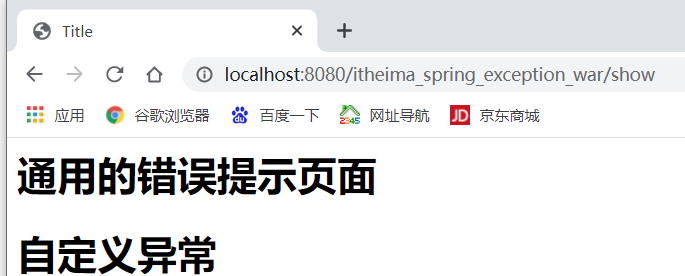 Title
localhost:8080/itheima_spring_exception_war/show
应用 谷歌浏览器 百度一下 2345 网址导航 JD 京东商城
通用的错误提示页面
自定义异常